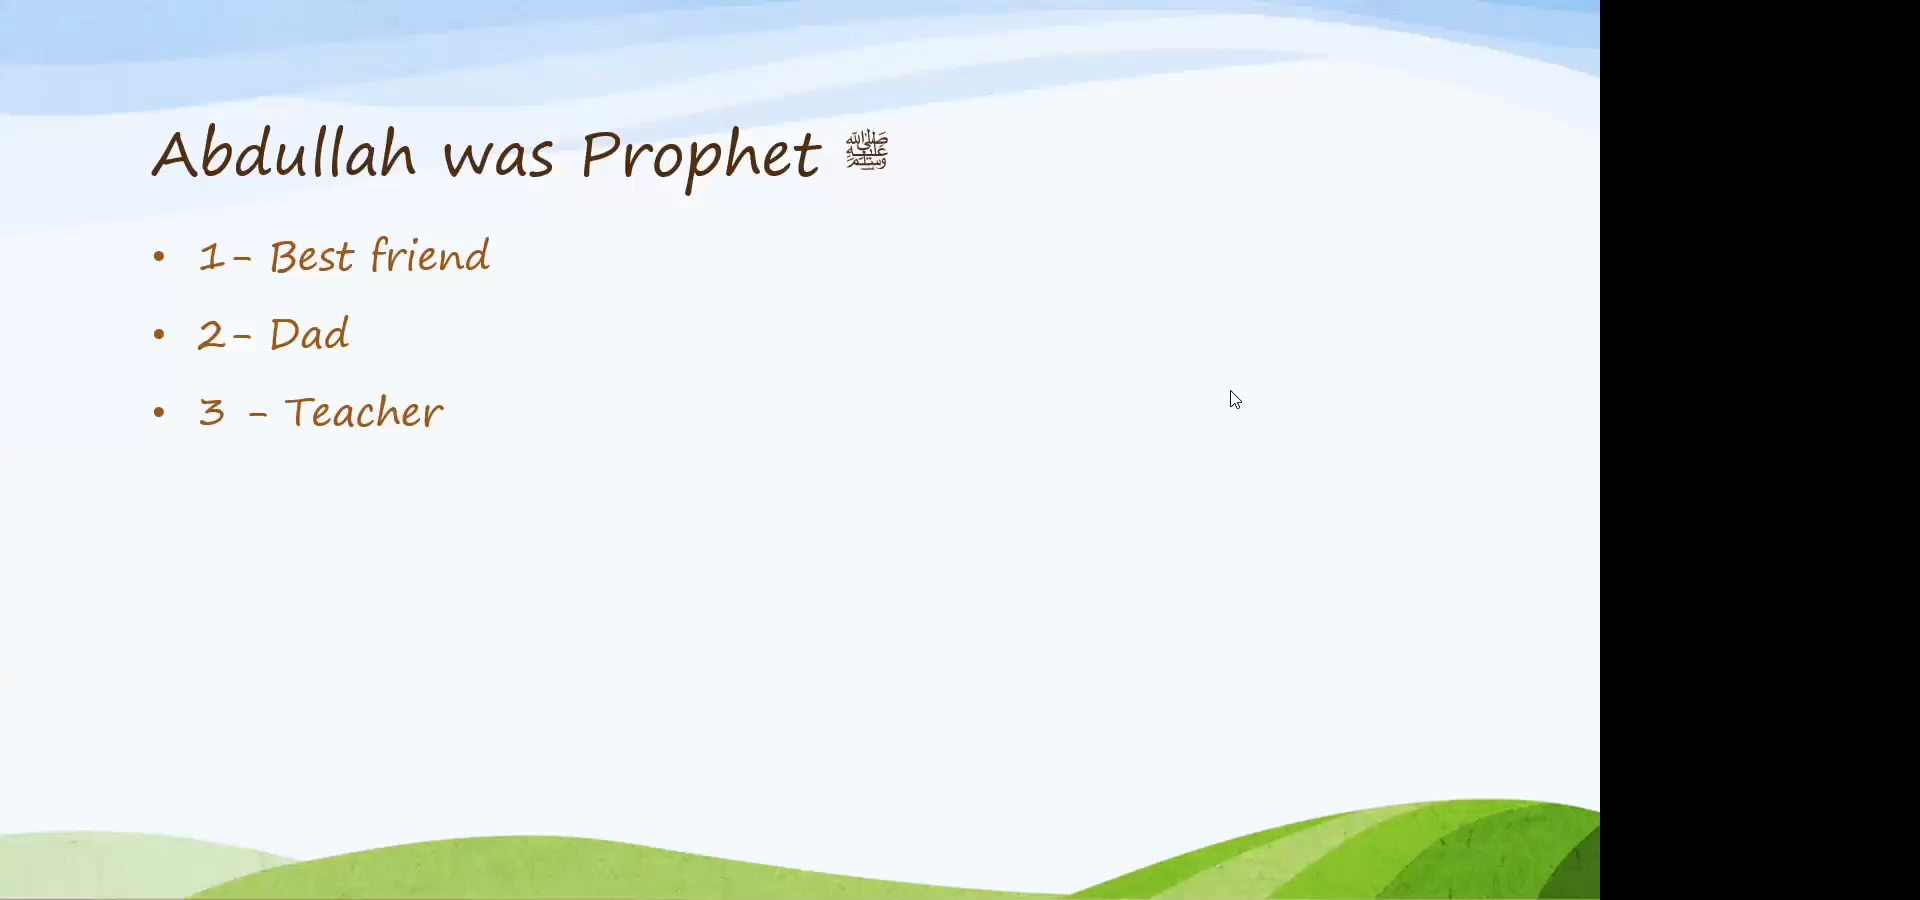 Abdullah was Prophet ﷺ
• 1- Best friend
• 2- Dad
• 3 - Teacher